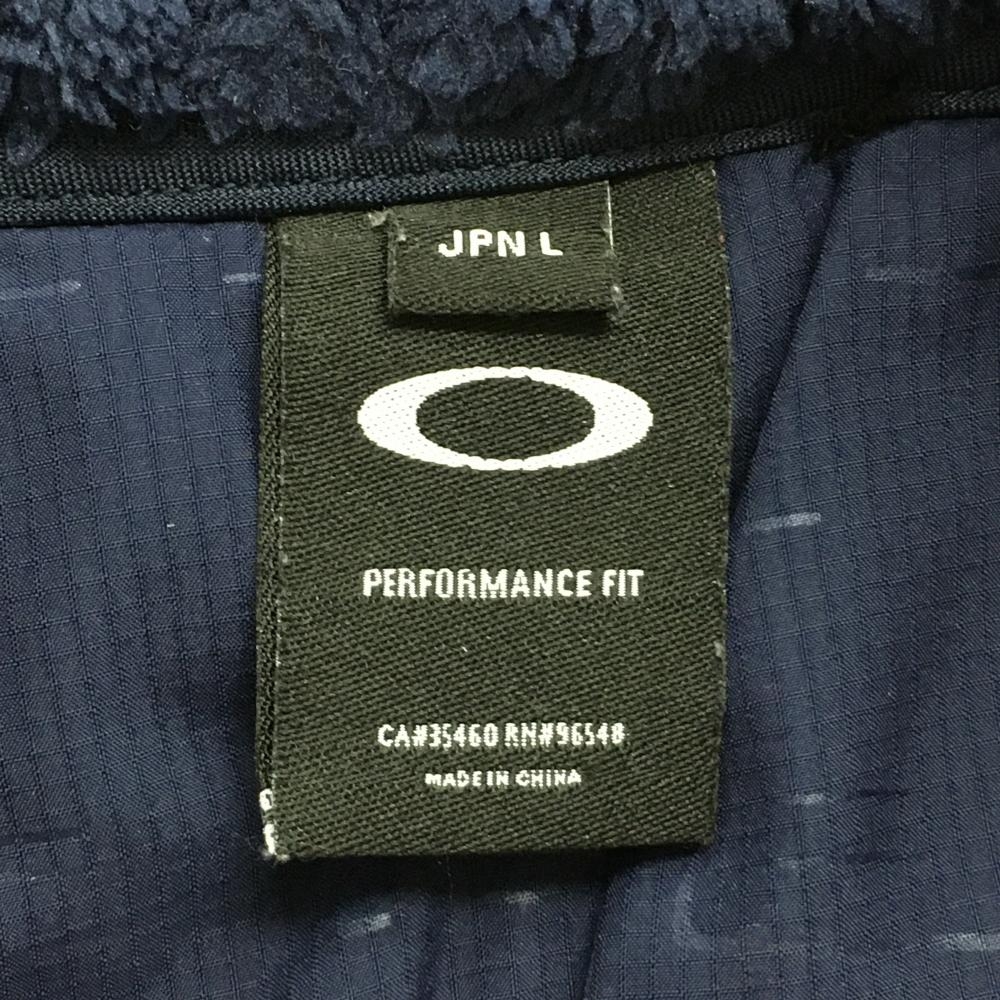 JPN L
PERFORMANCE FIT
CA#35460 RN#96548
MADE IN CHINA